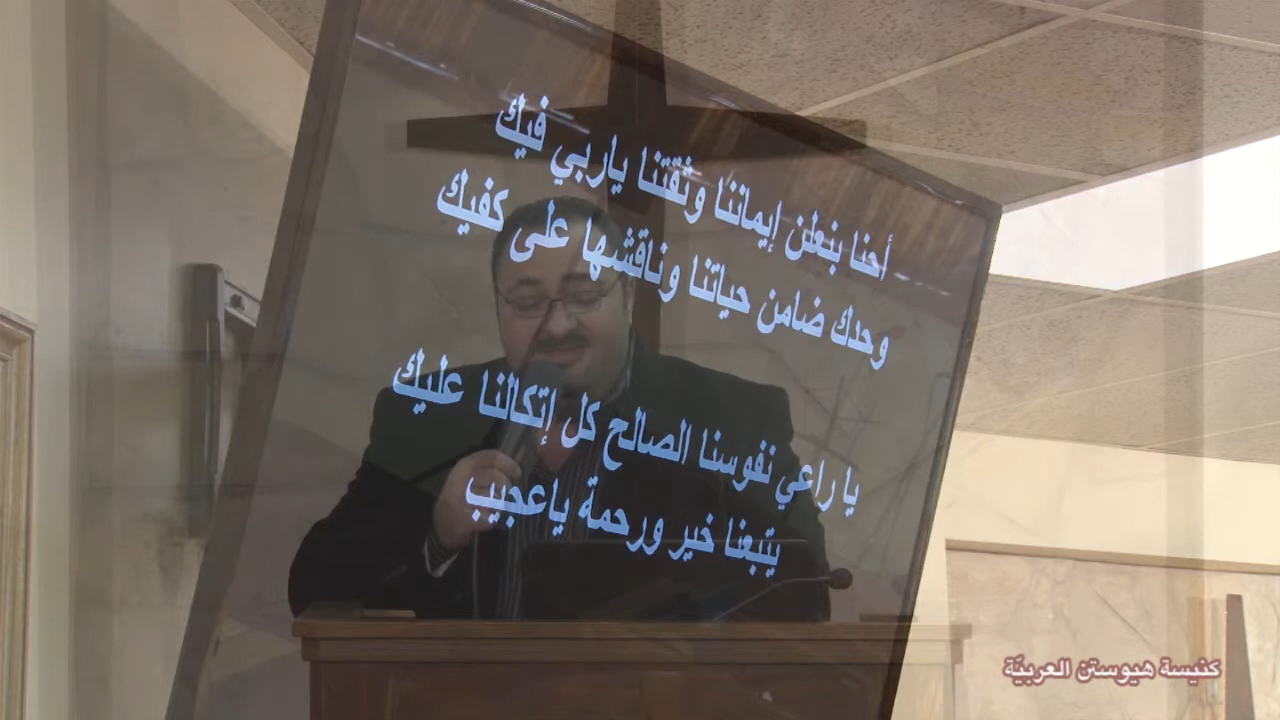 أحنا بنعلن إيماننا وثقتنا ياربي فيك
وحدك ضامن حياتنا وناقشها على كفيك
يا راعي نفوسنا الصالح كل إتكالنا عليك
يتبعنا خير ورحمة ياعجيب
كنيسة هيوستن العربيّة